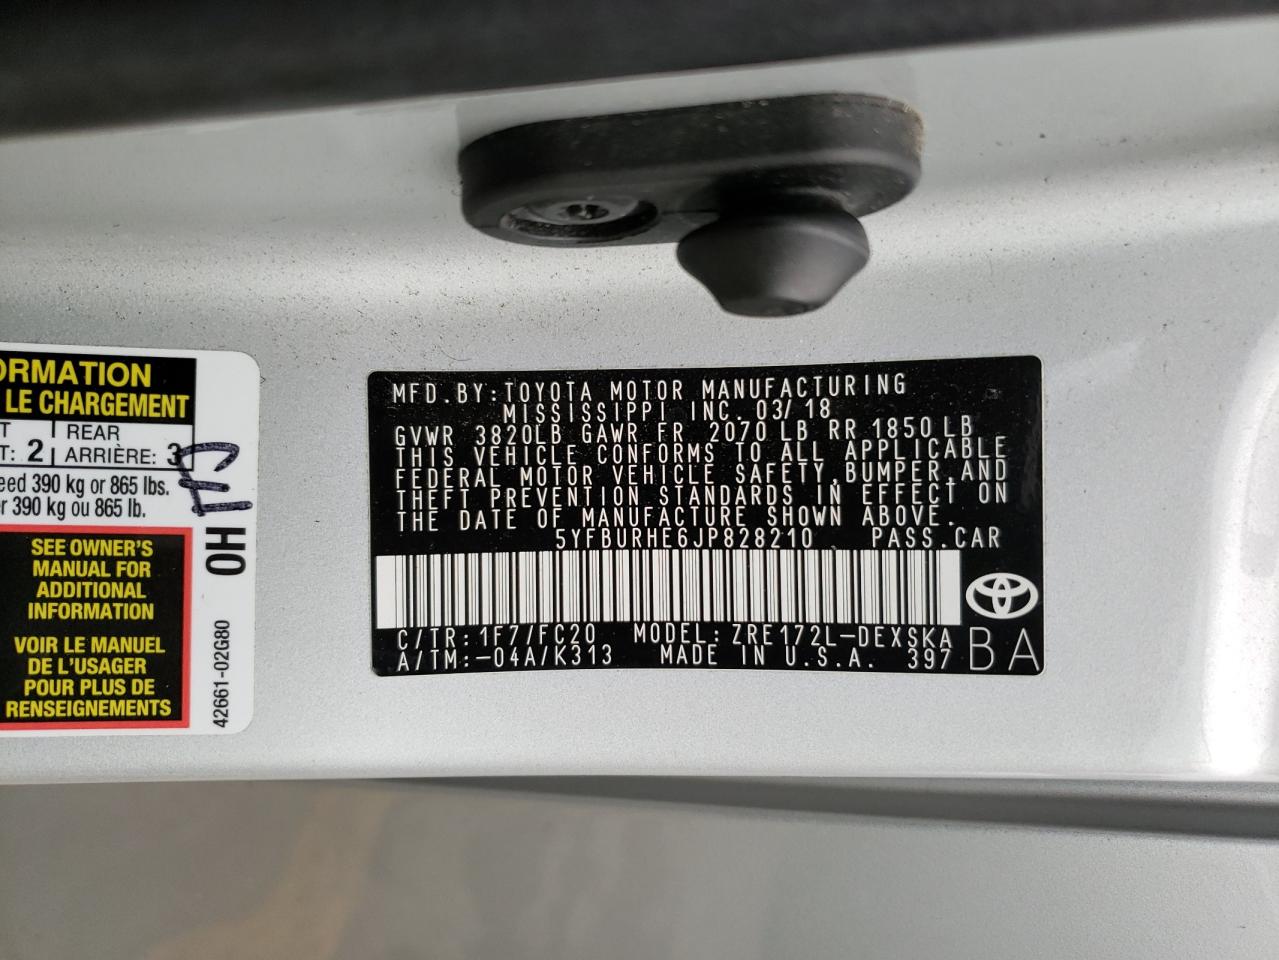 ORMATION
LE CHARGEMENT
REAR
T: 2 ARRIÈRE: 3
eed 390 kg or 865 lbs.
r 390 kg ou 865 lb.
SEE OWNER'S
MANUAL FOR
ADDITIONAL
INFORMATION
VOIR LE MANUEL
DE L'USAGER
POUR PLUS DE
RENSEIGNEMENTS
OH
42661-02G80
MFD.BY:TOYOTA MOTOR MANUFACTURING
MISSISSIPPI INC. 03/18
GVWR 3820LB GAWR FR 2070LB RR 1850LB
THIS VEHICLE CONFORMS TO ALL APPLICABLE
FEDERAL MOTOR VEHICLE SAFETY,BUMPER,AND
THEFT PREVENTION STANDARDS IN EFFECT ON
THE DATE OF MANUFACTURE SHOWN ABOVE.
5YFBURHE6JP828210 PASS.CAR
C/TR:1F7/FC20 MODEL:ZRE172L-DEXSKA
A/TM:-04A/K313 MADE IN U.S.A. 397
BA